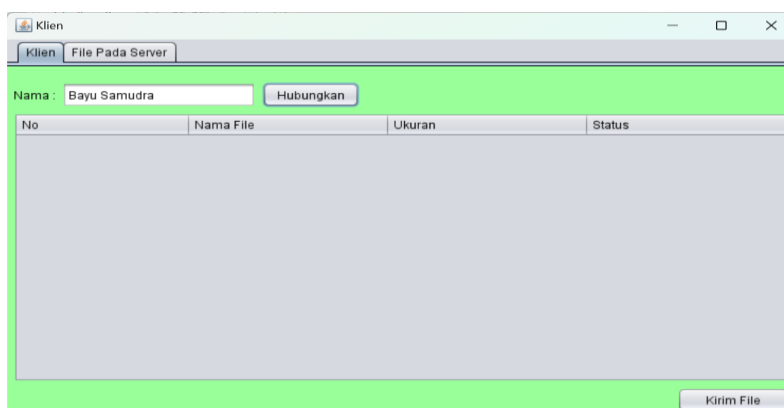 Klien
Klien File Pada Server
Nama : Bayu Samudra Hubungkan
No Nama File Ukuran Status
Kirim File